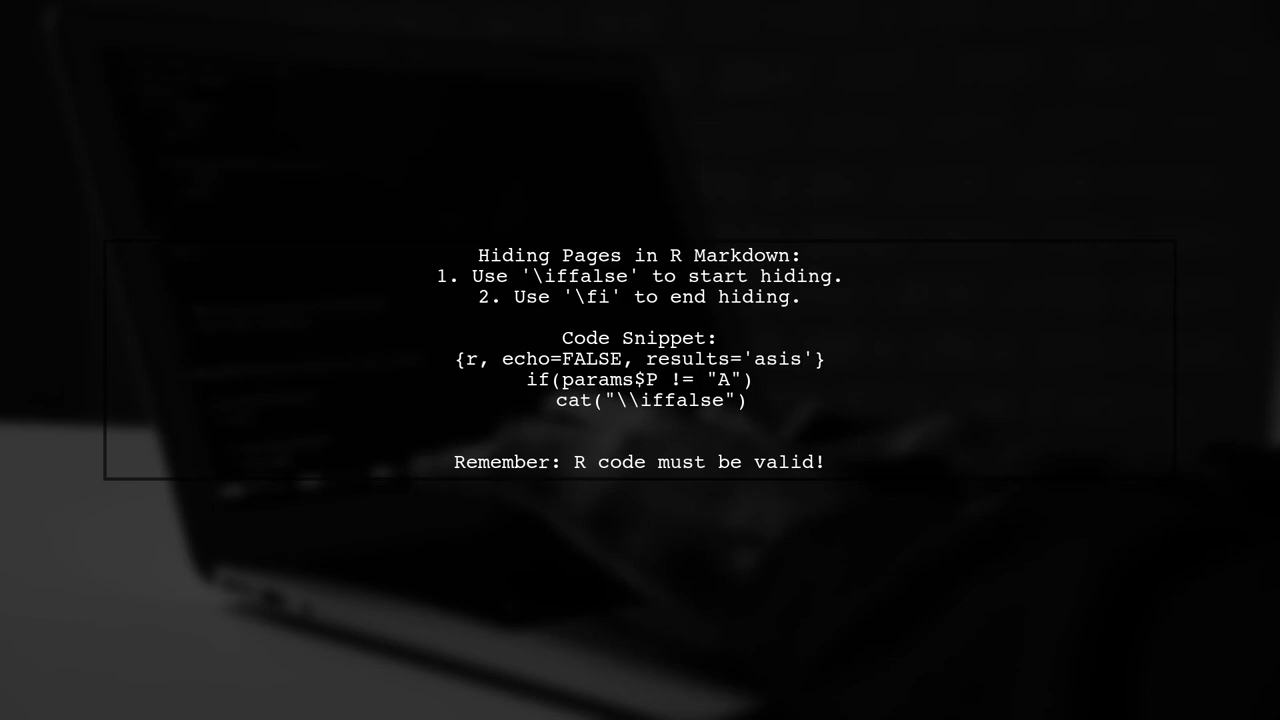 Hiding Pages in R Markdown:
1. Use '\iffalse' to start hiding.
2. Use '\fi' to end hiding.
Code Snippet:
{r, echo=FALSE, results='asis'}
if(params$P != "A")
cat("\\iffalse")
Remember: R code must be valid!